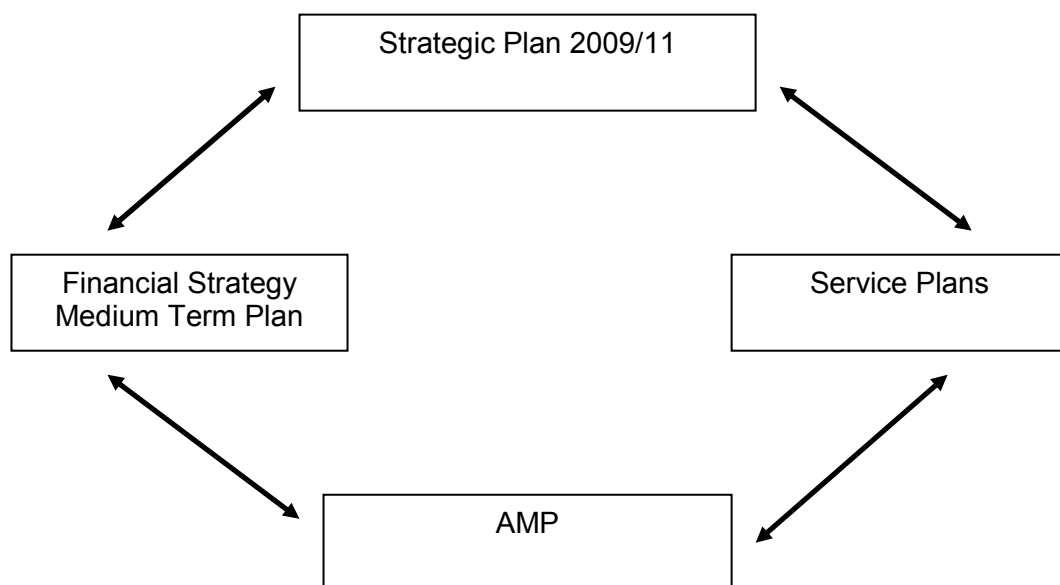 Strategic Plan 2009/11
Financial Strategy
Medium Term Plan
Service Plans
AMP